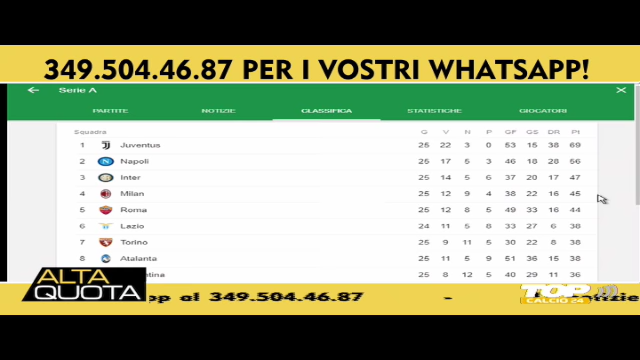 349.504.46.87 PER I VOSTRI WHATSAPP!
Serie A
PARTITE NOTIZIE CLASSIFICA STATISTICHE GIOCATORI
Squadra G V N P GF GS DR Pt
1 Juventus 25 22 3 0 53 15 38 69
2 Napoli 25 17 5 3 46 18 28 56
3 Inter 25 14 5 6 37 20 17 47
4 Milan 25 12 9 4 38 22 16 45
5 Roma 25 12 8 5 49 33 16 44
6 Lazio 24 11 5 8 33 27 6 38
7 Torino 25 9 11 5 30 22 8 38
8 Atalanta 25 11 5 9 51 36 15 38
ntina 25 8 12 5 40 29 11 36
ALTA
QUOTA
pp al 349.504.46.87 -
TOP
CALCIO 24